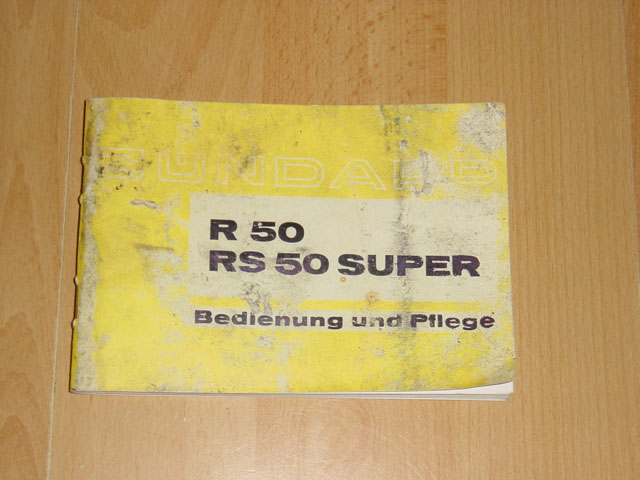 ZÜNDAPP
R 50
RS 50 SUPER
Bedienung und Pflege